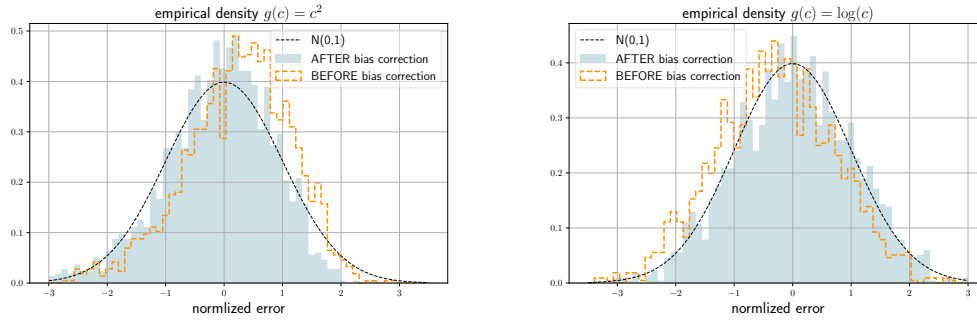 empirical density g(c) = c²
N(0,1)
AFTER bias correction
BEFORE bias correction
0.5
0.4
0.3
0.2
0.1
0.0
−3 −2 −1 0 1 2 3
normlized error
empirical density g(c) = log(c)
N(0,1)
AFTER bias correction
BEFORE bias correction
0.4
0.3
0.2
0.1
0.0
−3 −2 −1 0 1 2 3
normlized error